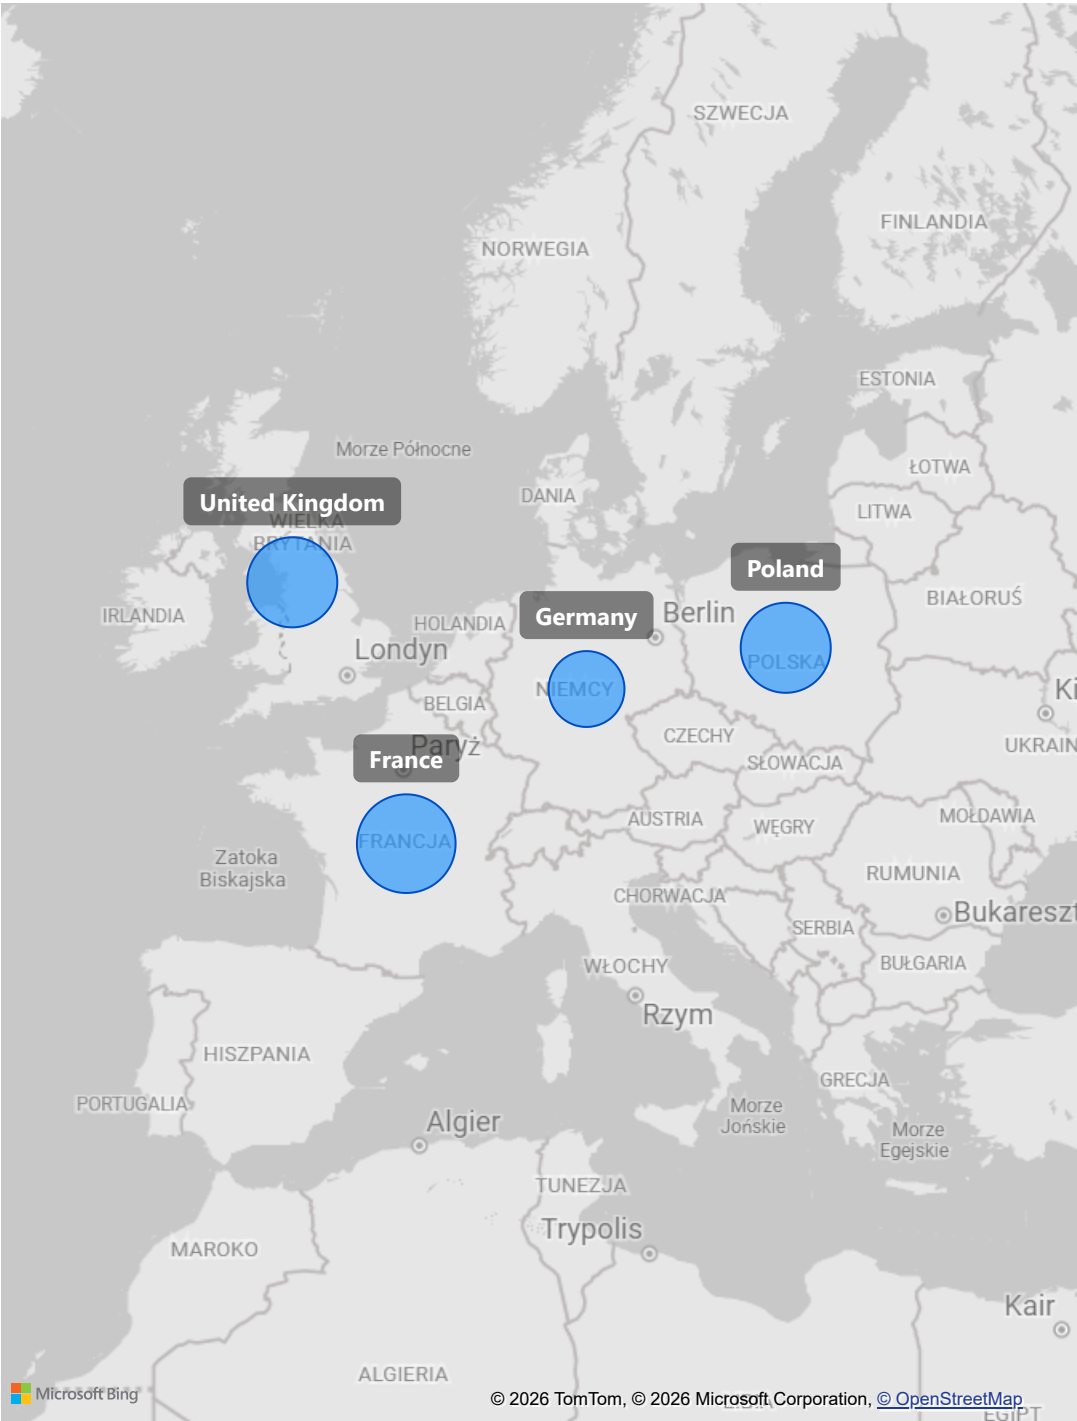 SZWECJA
FINLANDIA
NORWEGIA
ESTONIA
Morze Północne
ŁOTWA
DANIA
United Kingdom
LITWA
WIELKA
BRYTANIA
Poland
BIAŁORUŚ
IRLANDIA
HOLANDIA
Germany
Berlin
Londyn
POLSKA
NIEMCY
Ki
BELGIA
CZECHY
UKRAIN
Paryż
France
SŁOWACJA
AUSTRIA
WĘGRY
MOŁDAWIA
FRANCJA
Zatoka
Biskajska
RUMUNIA
CHORWACJA
Bukareszt
SERBIA
WŁOCHY
BUŁGARIA
Rzym
HISZPANIA
GRECJA
PORTUGALIA
Morze
Jońskie
Algier
Morze
Egejskie
TUNEZJA
Trypolis
MAROKO
Kair
ALGIERIA
Microsoft Bing
© 2026 TomTom, © 2026 Microsoft Corporation, © OpenStreetMap
EGIPT